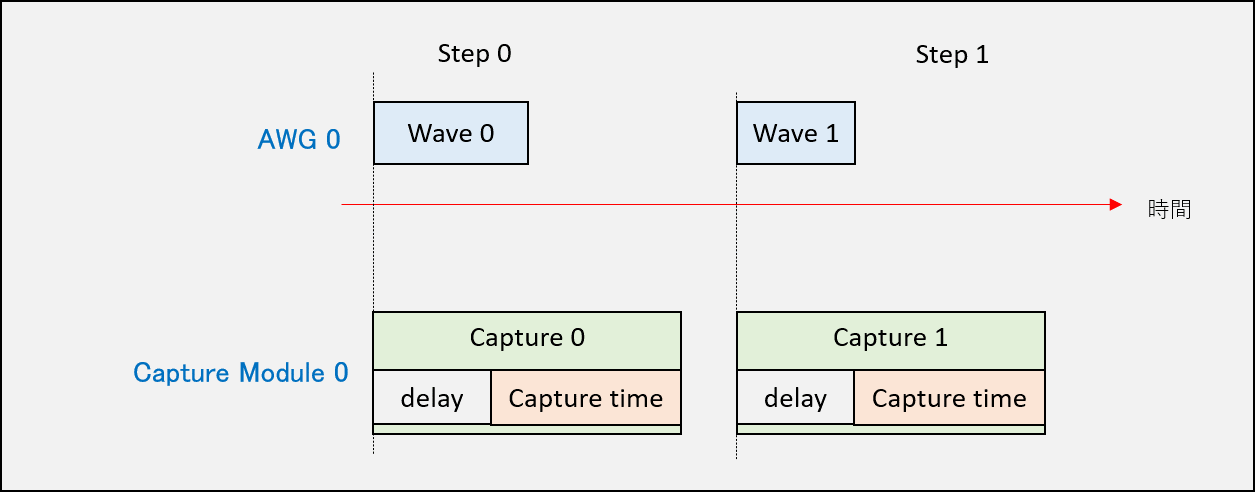 Step 0
Step 1
AWG 0
Wave 0
Wave 1
時間
Capture Module 0
Capture 0
delay
Capture time
Capture 1
delay
Capture time